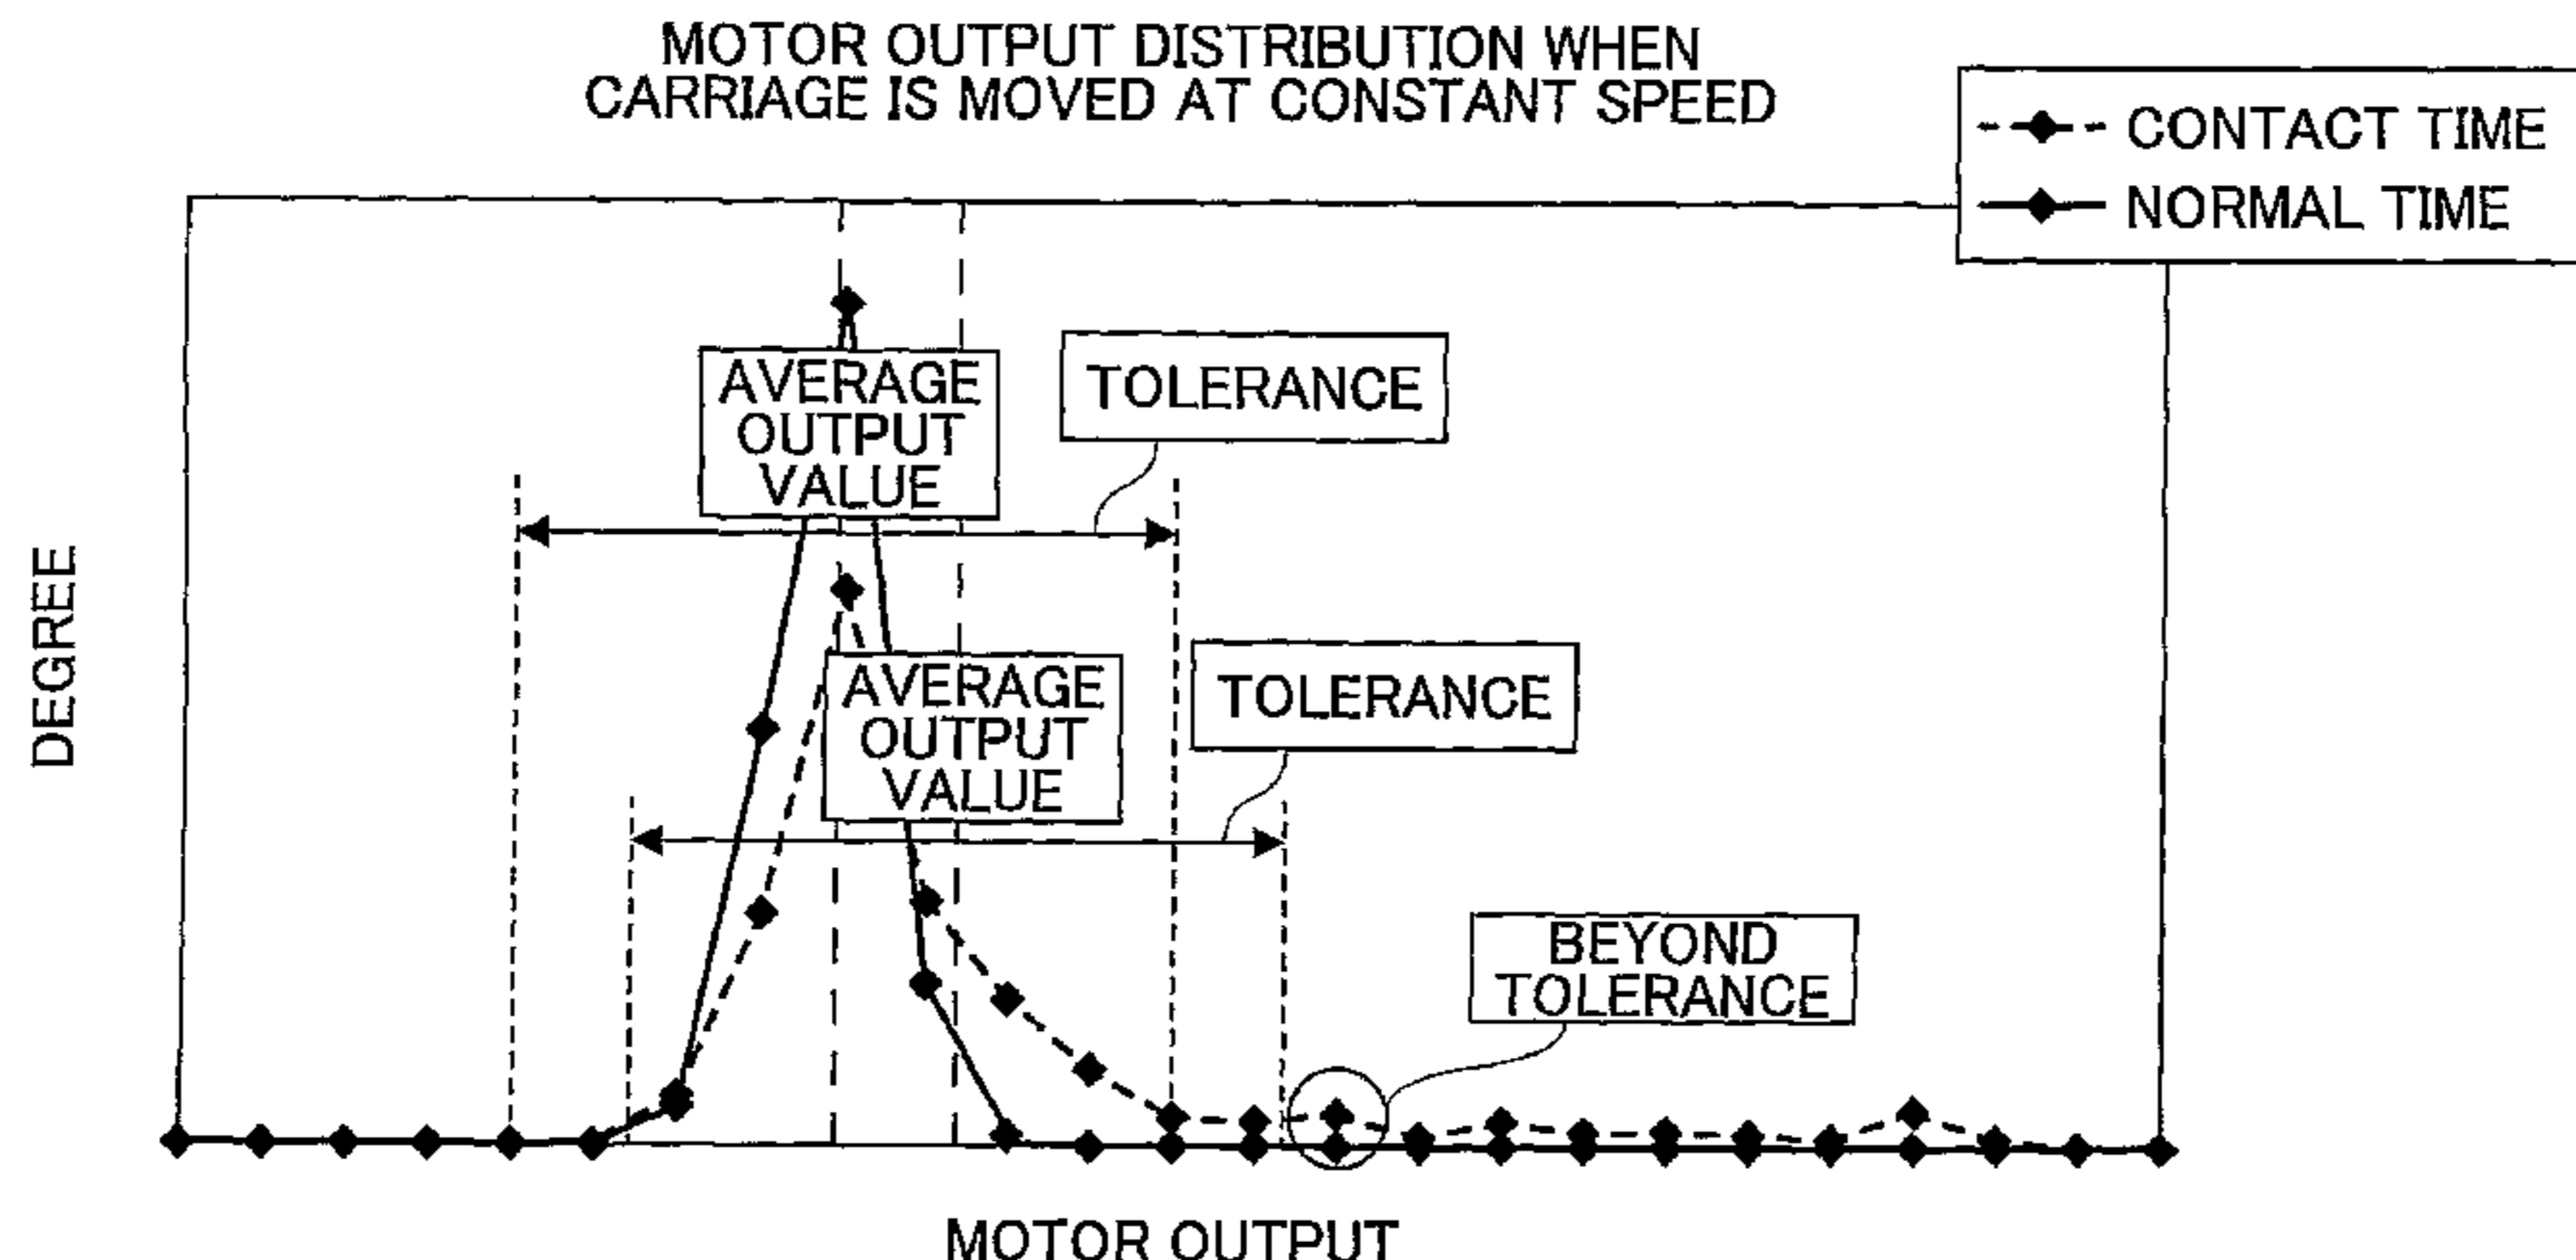 MOTOR OUTPUT DISTRIBUTION WHEN
CARRIAGE IS MOVED AT CONSTANT SPEED
CONTACT TIME
NORMAL TIME
AVERAGE
OUTPUT
VALUE
TOLERANCE
AVERAGE
OUTPUT
VALUE
TOLERANCE
BEYOND
TOLERANCE
DEGREE
MOTOR OUTPUT